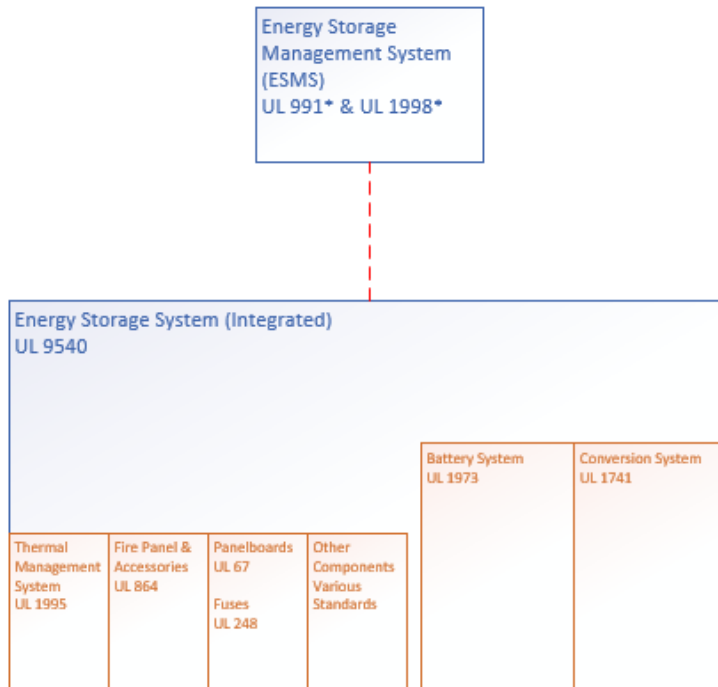 Energy Storage
Management System
(ESMS)
UL 991* & UL 1998*
Energy Storage System (Integrated)
UL 9540
Battery System
UL 1973
Conversion System
UL 1741
Thermal
Management
System
UL 1995
Fire Panel &
Accessories
UL 864
Panelboards
UL 67
Fuses
UL 248
Other
Components
Various
Standards